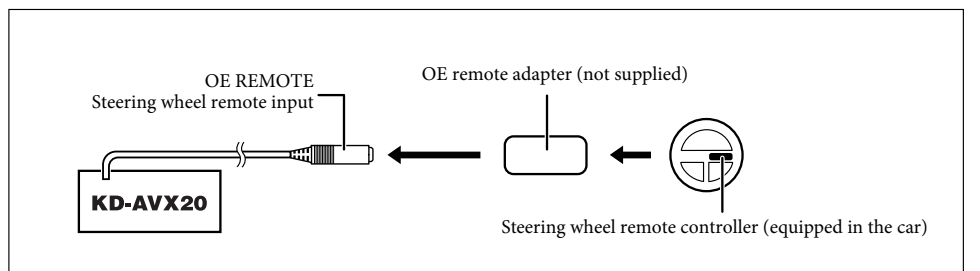 OE REMOTE
Steering wheel remote input
OE remote adapter (not supplied)
KD-AVX20
Steering wheel remote controller (equipped in the car)